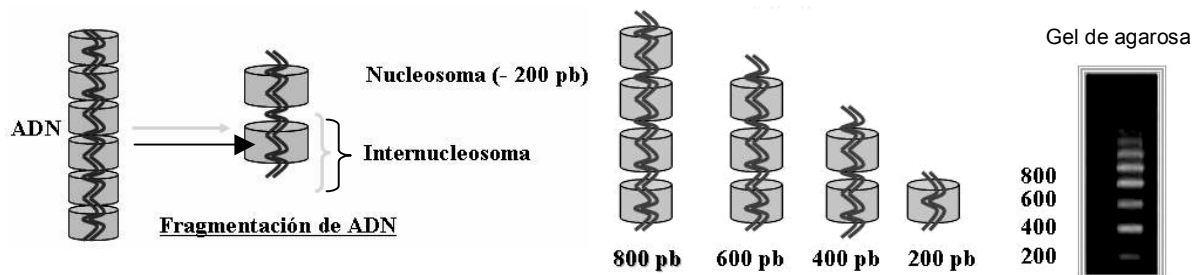 ADN
Nucleosoma (- 200 pb)
Internucleosoma
Fragmentación de ADN
800 pb
600 pb
400 pb
200 pb
Gel de agarosa
800
600
400
200